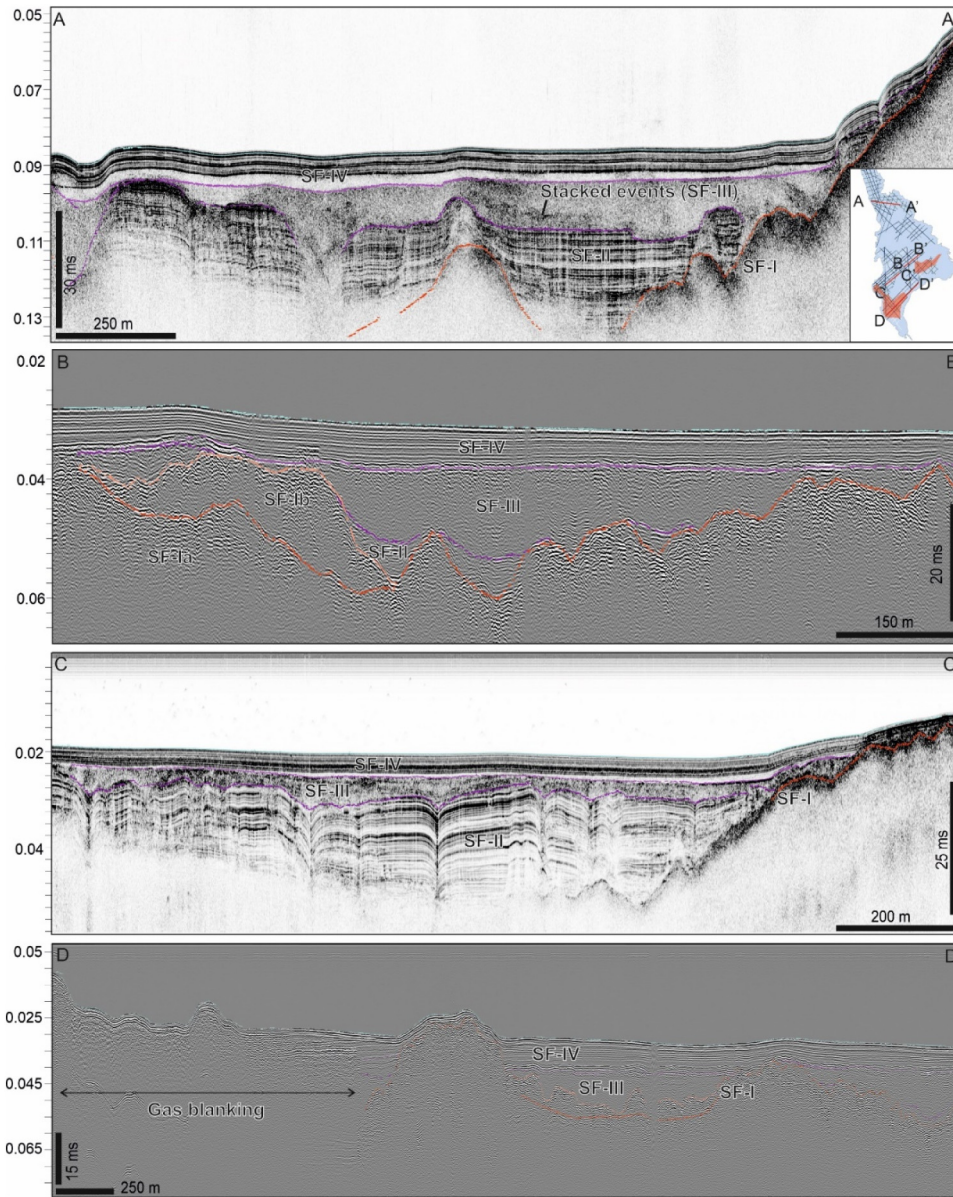 0.05
A
A
0.07
0.09
SF-IV
Stacked events (SF-III)
A
A'
0.11
SF-II
SF-I
B'
B
C'
30 ms
C
D'
0.13
D
250 m
0.02
B
B
SF-IV
0.04
SF-Ib
SF-III
SF-Ia
SF-II
20 ms
0.06
150 m
C
C
0.02
SF-IV
SF-III
SF-I
SF-II
0.04
25 ms
200 m
0.05
D
D
0.025
SF-IV
0.045
SF-III
SF-I
Gas blanking
0.065
15 ms
250 m